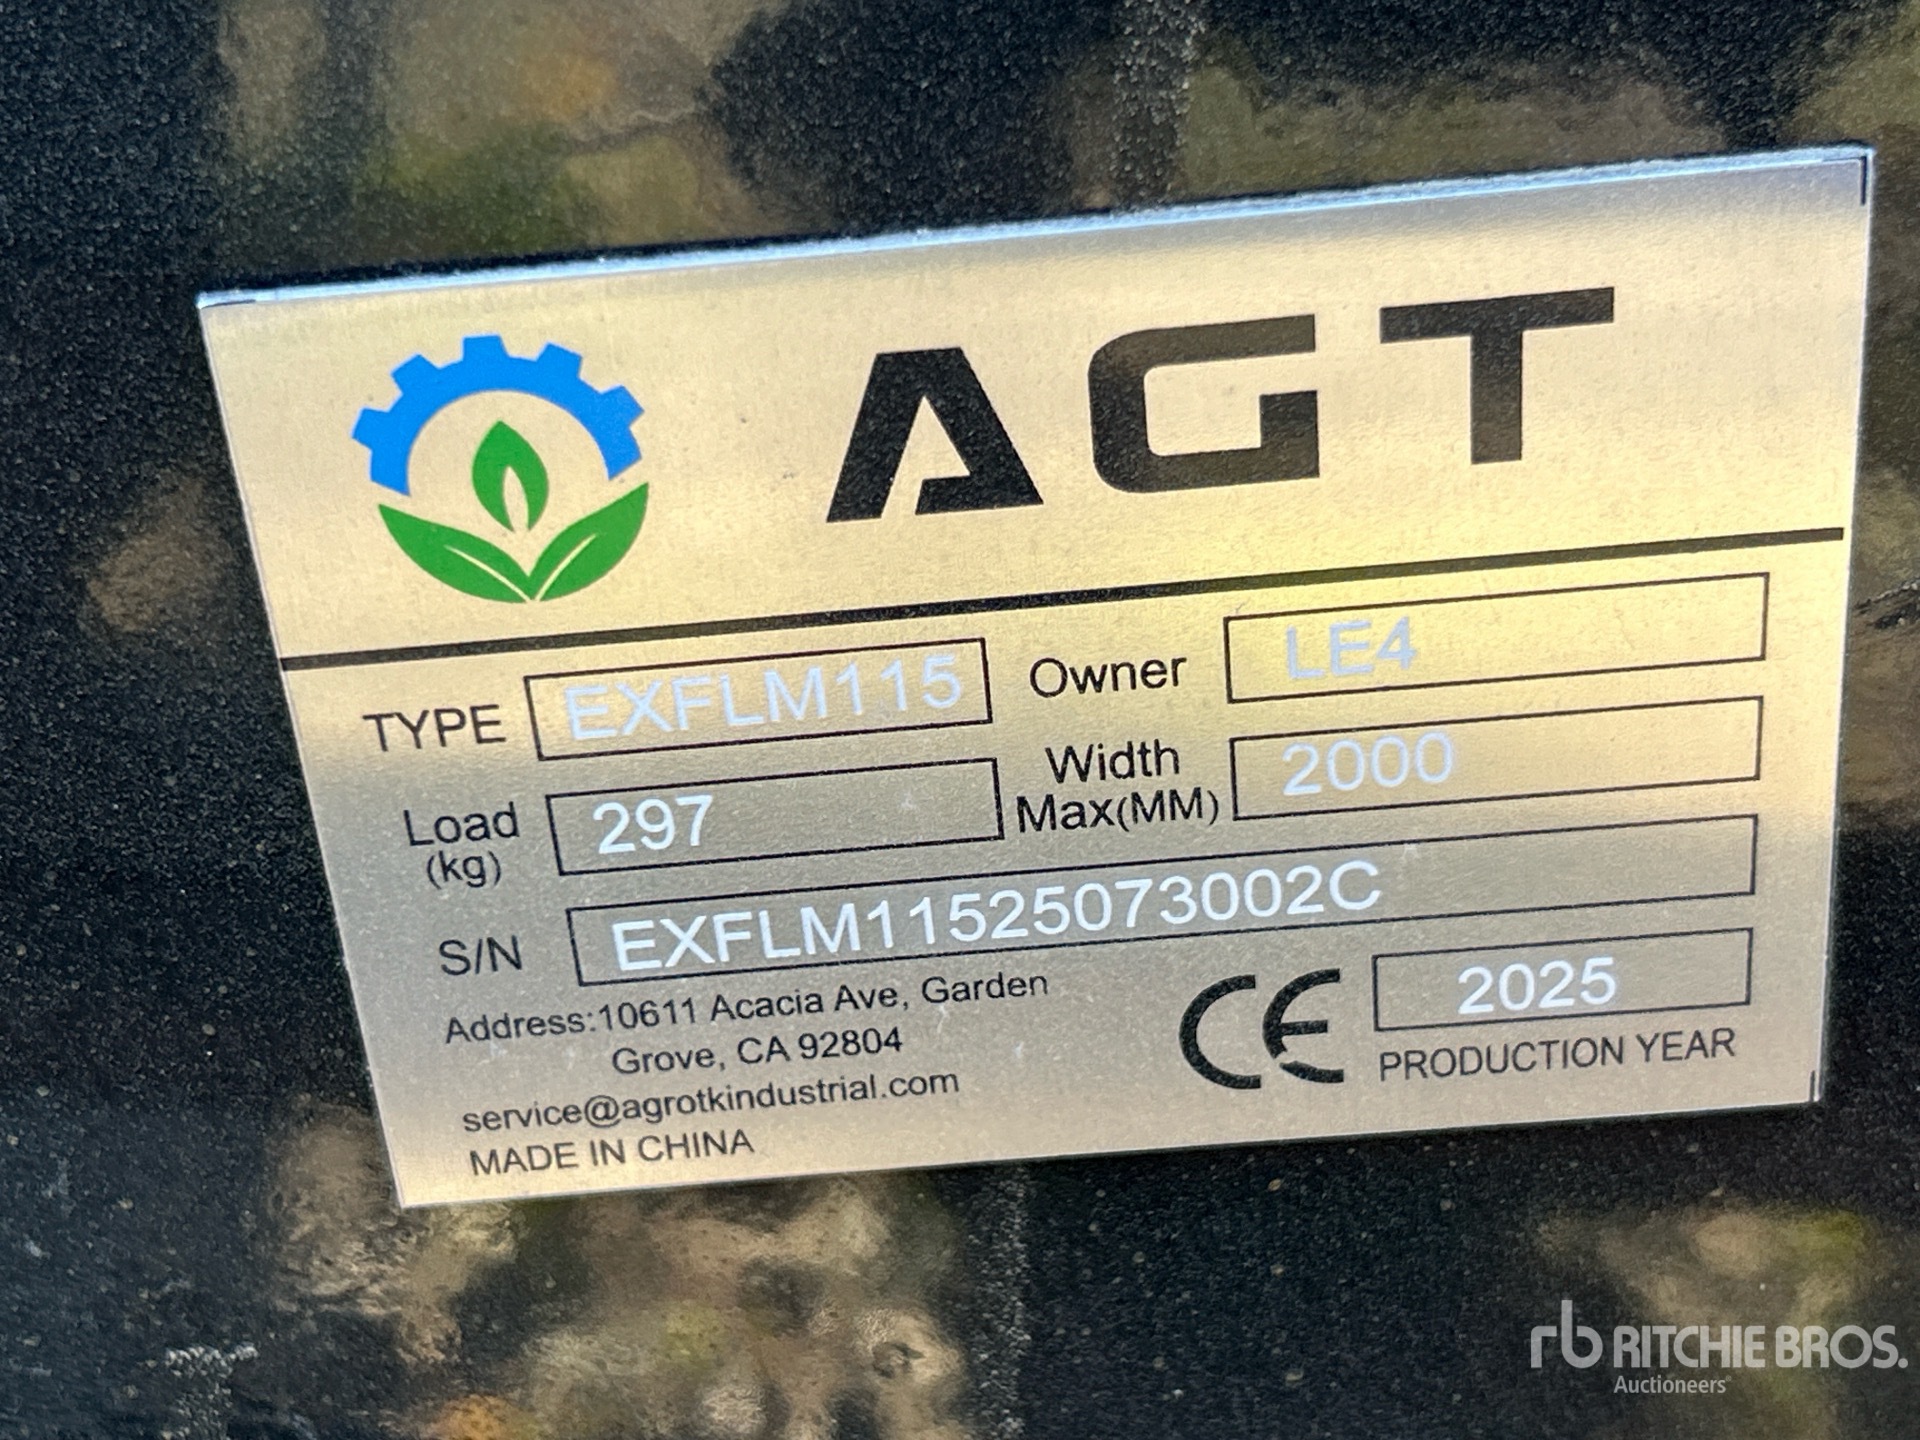 AGT
TYPE EXFLM115 Owner LE4
Load (kg) 297 Width Max(MM) 2000
S/N EXFLM11525073002C
Address:10611 Acacia Ave, Garden
Grove, CA 92804
service@agrotkindustrial.com
MADE IN CHINA
CE 2025
PRODUCTION YEAR
rb RITCHIE BROS.
Auctioneers